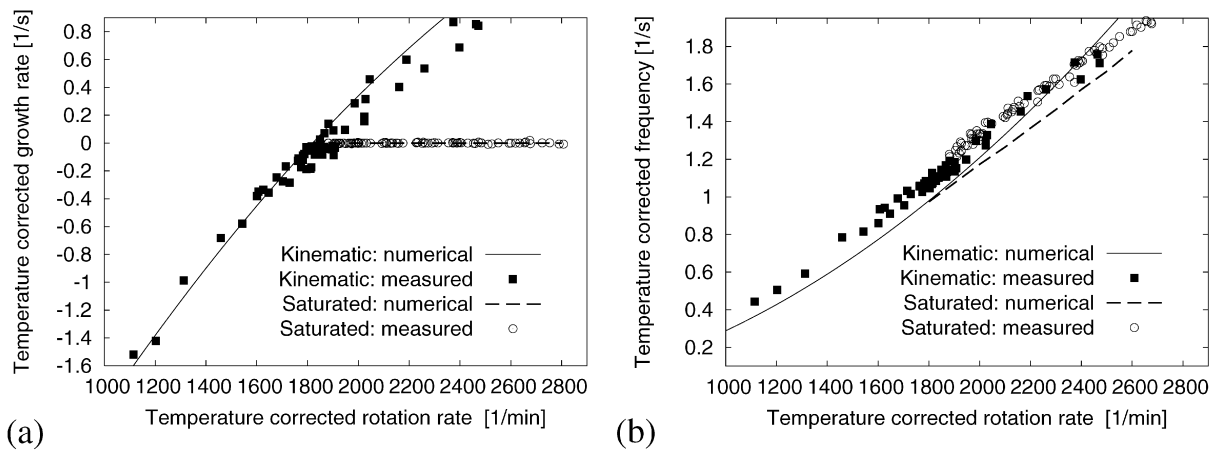 Temperature corrected growth rate [1/s]
0.8
0.6
0.4
0.2
0
-0.2
-0.4
-0.6
-0.8
-1
-1.2
-1.4
-1.6
Kinematic: numerical
Kinematic: measured
Saturated: numerical
Saturated: measured
1000 1200 1400 1600 1800 2000 2200 2400 2600 2800
Temperature corrected rotation rate [1/min]
(a)
Temperature corrected frequency [1/s]
1.8
1.6
1.4
1.2
1
0.8
0.6
0.4
0.2
Kinematic: numerical
Kinematic: measured
Saturated: numerical
Saturated: measured
1000 1200 1400 1600 1800 2000 2200 2400 2600 2800
Temperature corrected rotation rate [1/min]
(b)